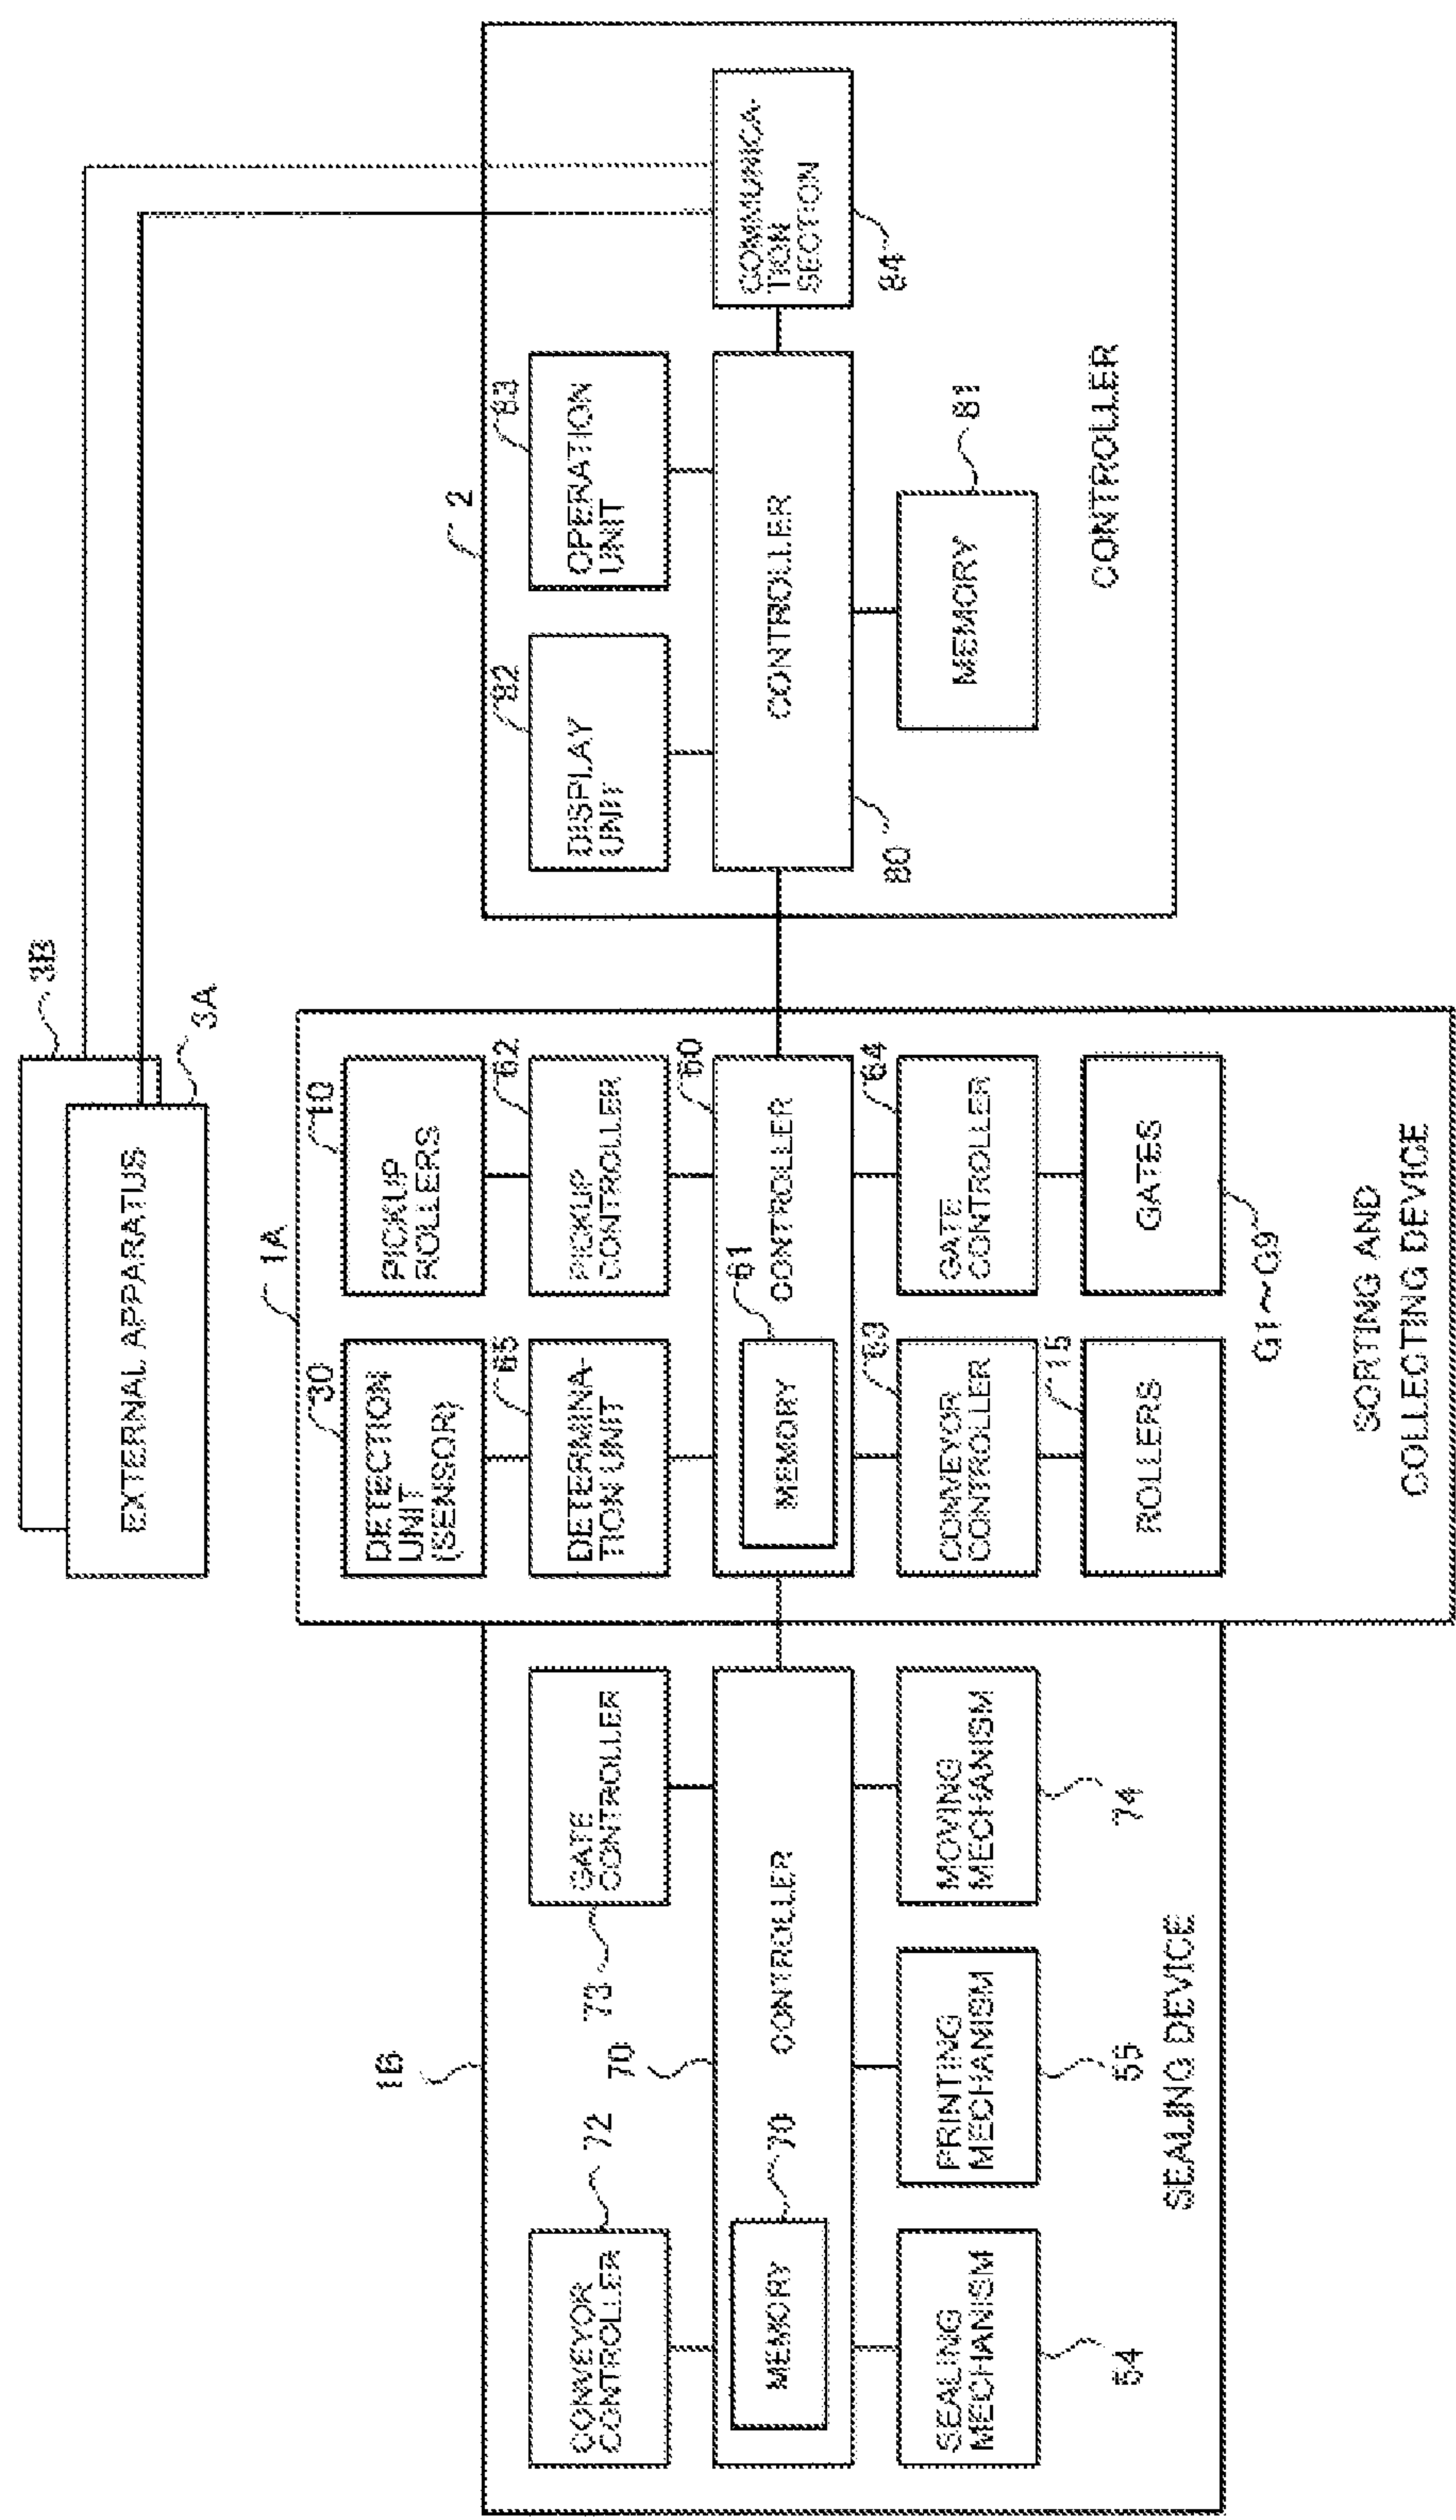 EXTERNAL APPARATUS
3B
3A
1B
CONVEYOR
CONTROLLER
72
GATE
CONTROLLER
73
70
CONTROLLER
MEMORY
70
SEALING
MECHANISM
54
PRINTING
MECHANISM
55
MOVING
MECHANISM
74
SEALING DEVICE
1A
DETECTION
UNIT
(SENSOR)
30
PICKUP
ROLLERS
10
DETERMINA-
TION UNIT
65
PICKUP
CONTROLLER
62
CONTROLLER
60
MEMORY
61
CONVEYOR
CONTROLLER
63
GATE
CONTROLLER
64
ROLLERS
15
GATES
G1~G9
SORTING AND
COLLECTING DEVICE
2
DISPLAY
UNIT
82
OPERATION
UNIT
83
CONTROLLER
80
COMMUNICA-
TION
SECTION
84
MEMORY
81
CONTROLLER